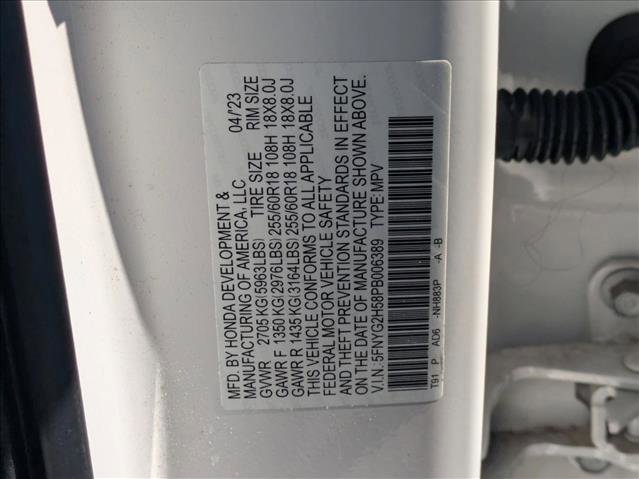 MFD. BY HONDA DEVELOPMENT & 04/23
MANUFACTURING OF AMERICA, LLC
GVWR 2705 KG(5963LBS) TIRE SIZE RIM SIZE
GAWR F 1350 KG(2976LBS) 255/60R18 108H 18X8.0J
GAWR R 1435 KG(3164LBS) 255/60R18 108H 18X8.0J
THIS VEHICLE CONFORMS TO ALL APPLICABLE
FEDERAL MOTOR VEHICLE SAFETY
AND THEFT PREVENTION STANDARDS IN EFFECT
ON THE DATE OF MANUFACTURE SHOWN ABOVE.
V.I.N. 5FNYG2H58PB006389 TYPE: MPV
T91 P AD6 -NH883P -A -B